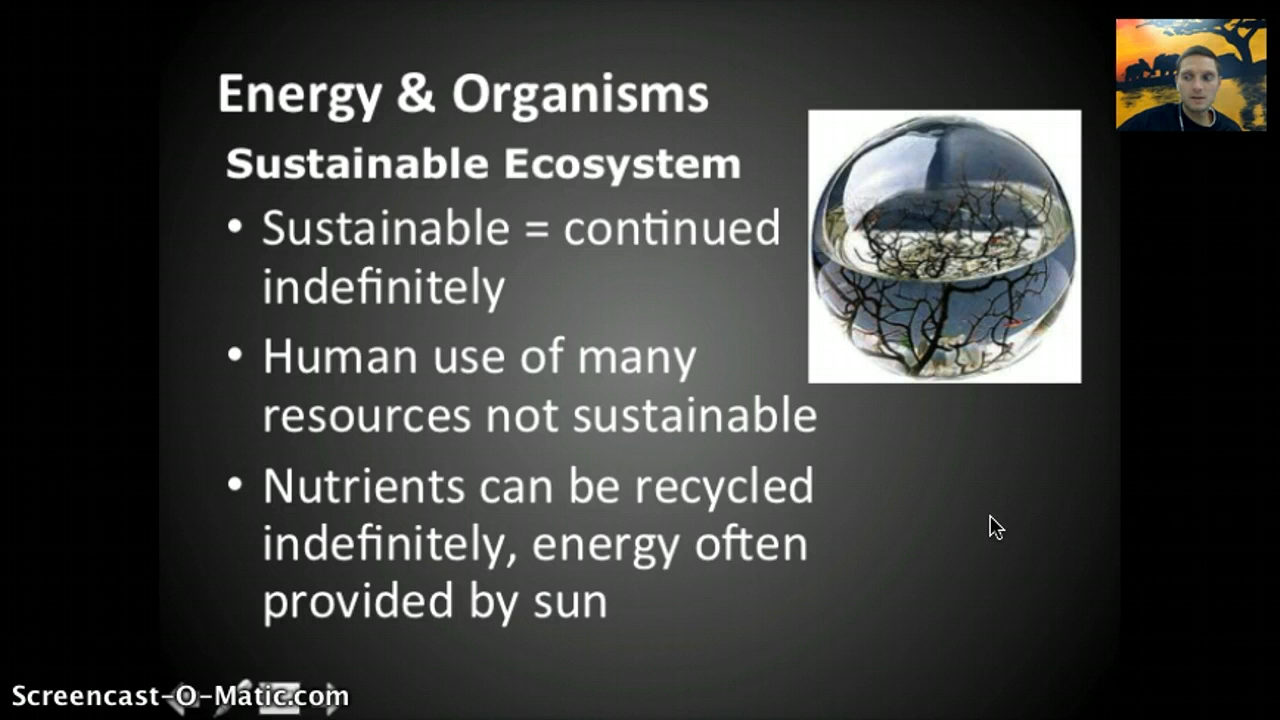 Energy & Organisms
Sustainable Ecosystem
• Sustainable = continued
indefinitely
• Human use of many
resources not sustainable
• Nutrients can be recycled
indefinitely, energy often
provided by sun
Screencast-O-Matic.com